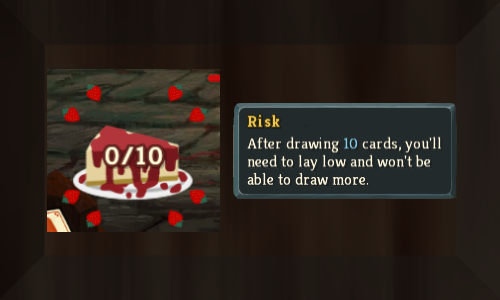 0/10
Risk
After drawing 10 cards, you'll
need to lay low and won't be
able to draw more.